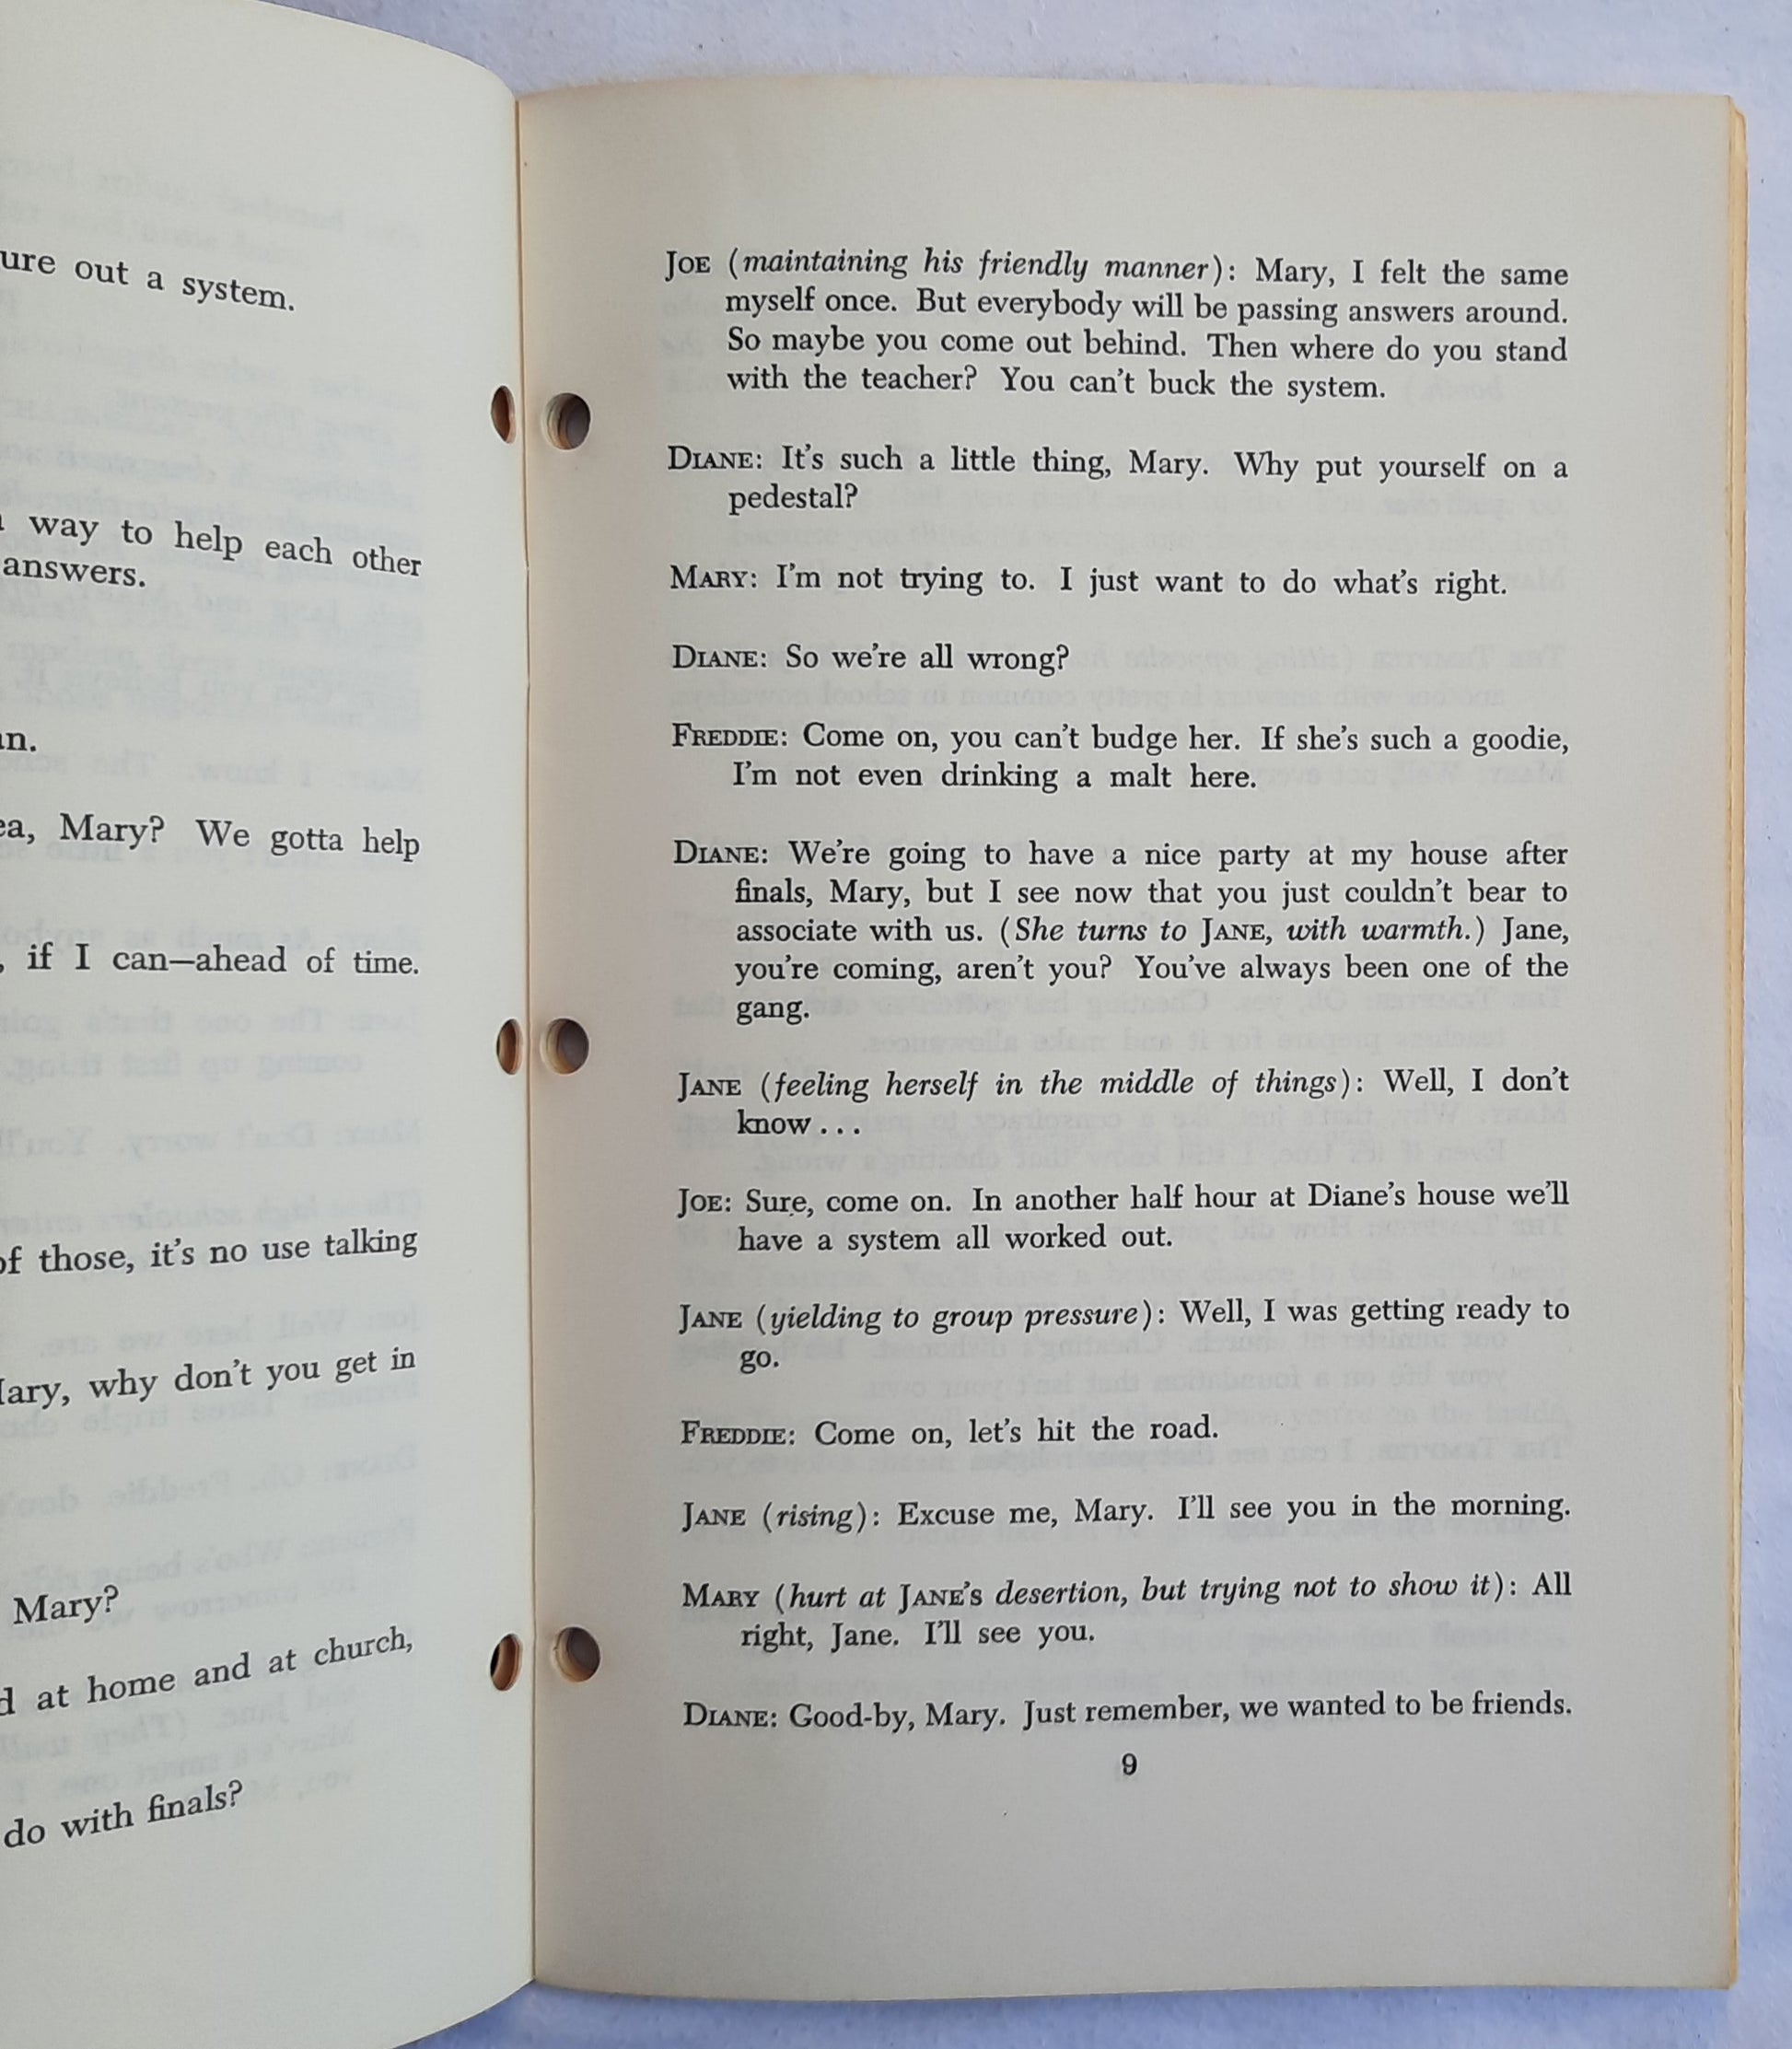 ure out a system.
way to help each other
answers.
an.
ea, Mary? We gotta help
, if I can—ahead of time.
of those, it's no use talking
Mary, why don't you get in
Mary?
d at home and at church,
do with finals?
JOE (maintaining his friendly manner): Mary, I felt the same
myself once. But everybody will be passing answers around.
So maybe you come out behind. Then where do you stand
with the teacher? You can't buck the system.
DIANE: It's such a little thing, Mary. Why put yourself on a
pedestal?
MARY: I'm not trying to. I just want to do what's right.
DIANE: So we're all wrong?
FREDDIE: Come on, you can't budge her. If she's such a goodie,
I'm not even drinking a malt here.
DIANE: We're going to have a nice party at my house after
finals, Mary, but I see now that you just couldn't bear to
associate with us. (She turns to JANE, with warmth.) Jane,
you're coming, aren't you? You've always been one of the
gang.
JANE (feeling herself in the middle of things): Well, I don't
know . . .
JOE: Sure, come on. In another half hour at Diane's house we'll
have a system all worked out.
JANE (yielding to group pressure): Well, I was getting ready to
go.
FREDDIE: Come on, let's hit the road.
JANE (rising): Excuse me, Mary. I'll see you in the morning.
MARY (hurt at JANE's desertion, but trying not to show it): All
right, Jane. I'll see you.
DIANE: Good-by, Mary. Just remember, we wanted to be friends.
9